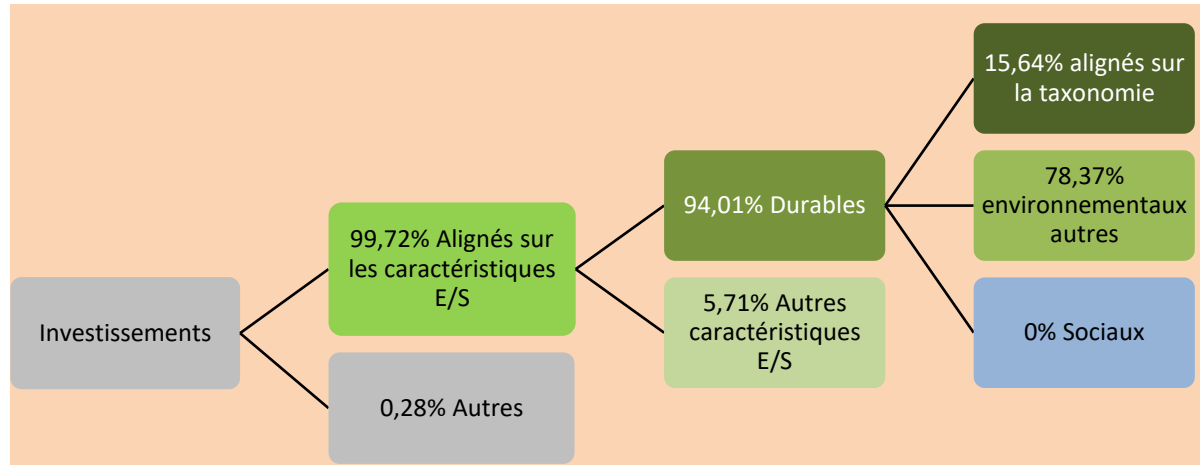 Investissements
99,72% Alignés sur
les caractéristiques
E/S
0,28% Autres
94,01% Durables
5,71% Autres
caractéristiques
E/S
15,64% alignés sur
la taxonomie
78,37%
environnementaux
autres
0% Sociaux